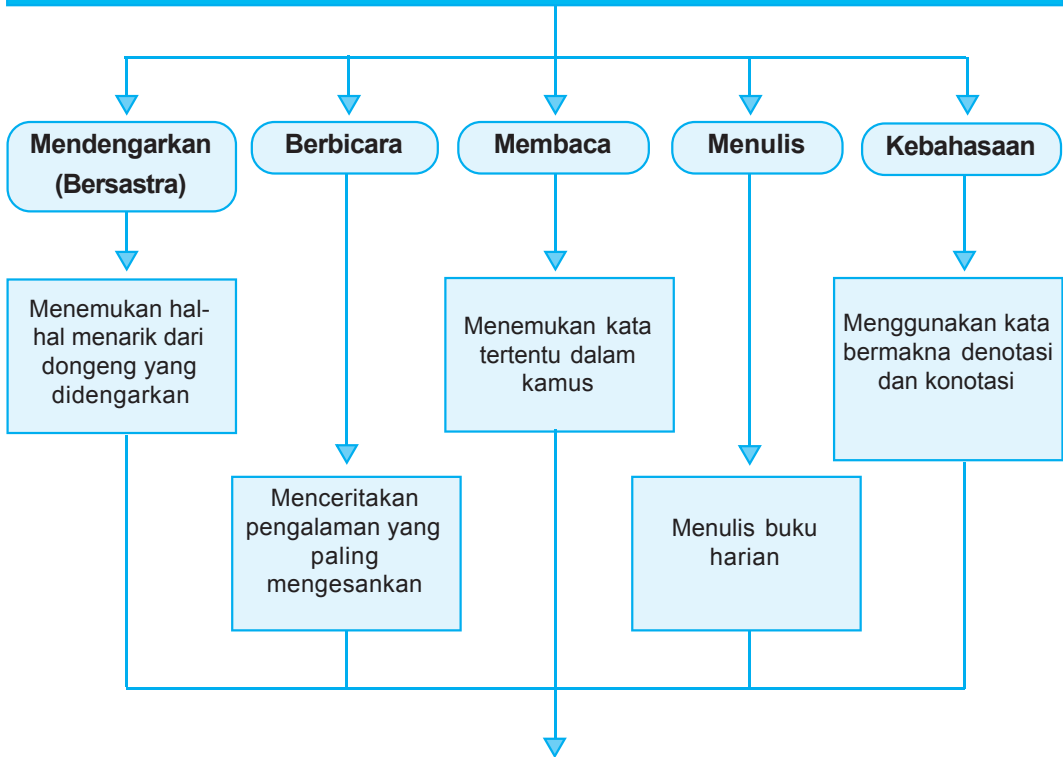 Mendengarkan
(Bersastra)
Berbicara
Membaca
Menulis
Kebahasaan
Menemukan hal-
hal menarik dari
dongeng yang
didengarkan
Menceritakan
pengalaman yang
paling
mengesankan
Menemukan kata
tertentu dalam
kamus
Menulis buku
harian
Menggunakan kata
bermakna denotasi
dan konotasi